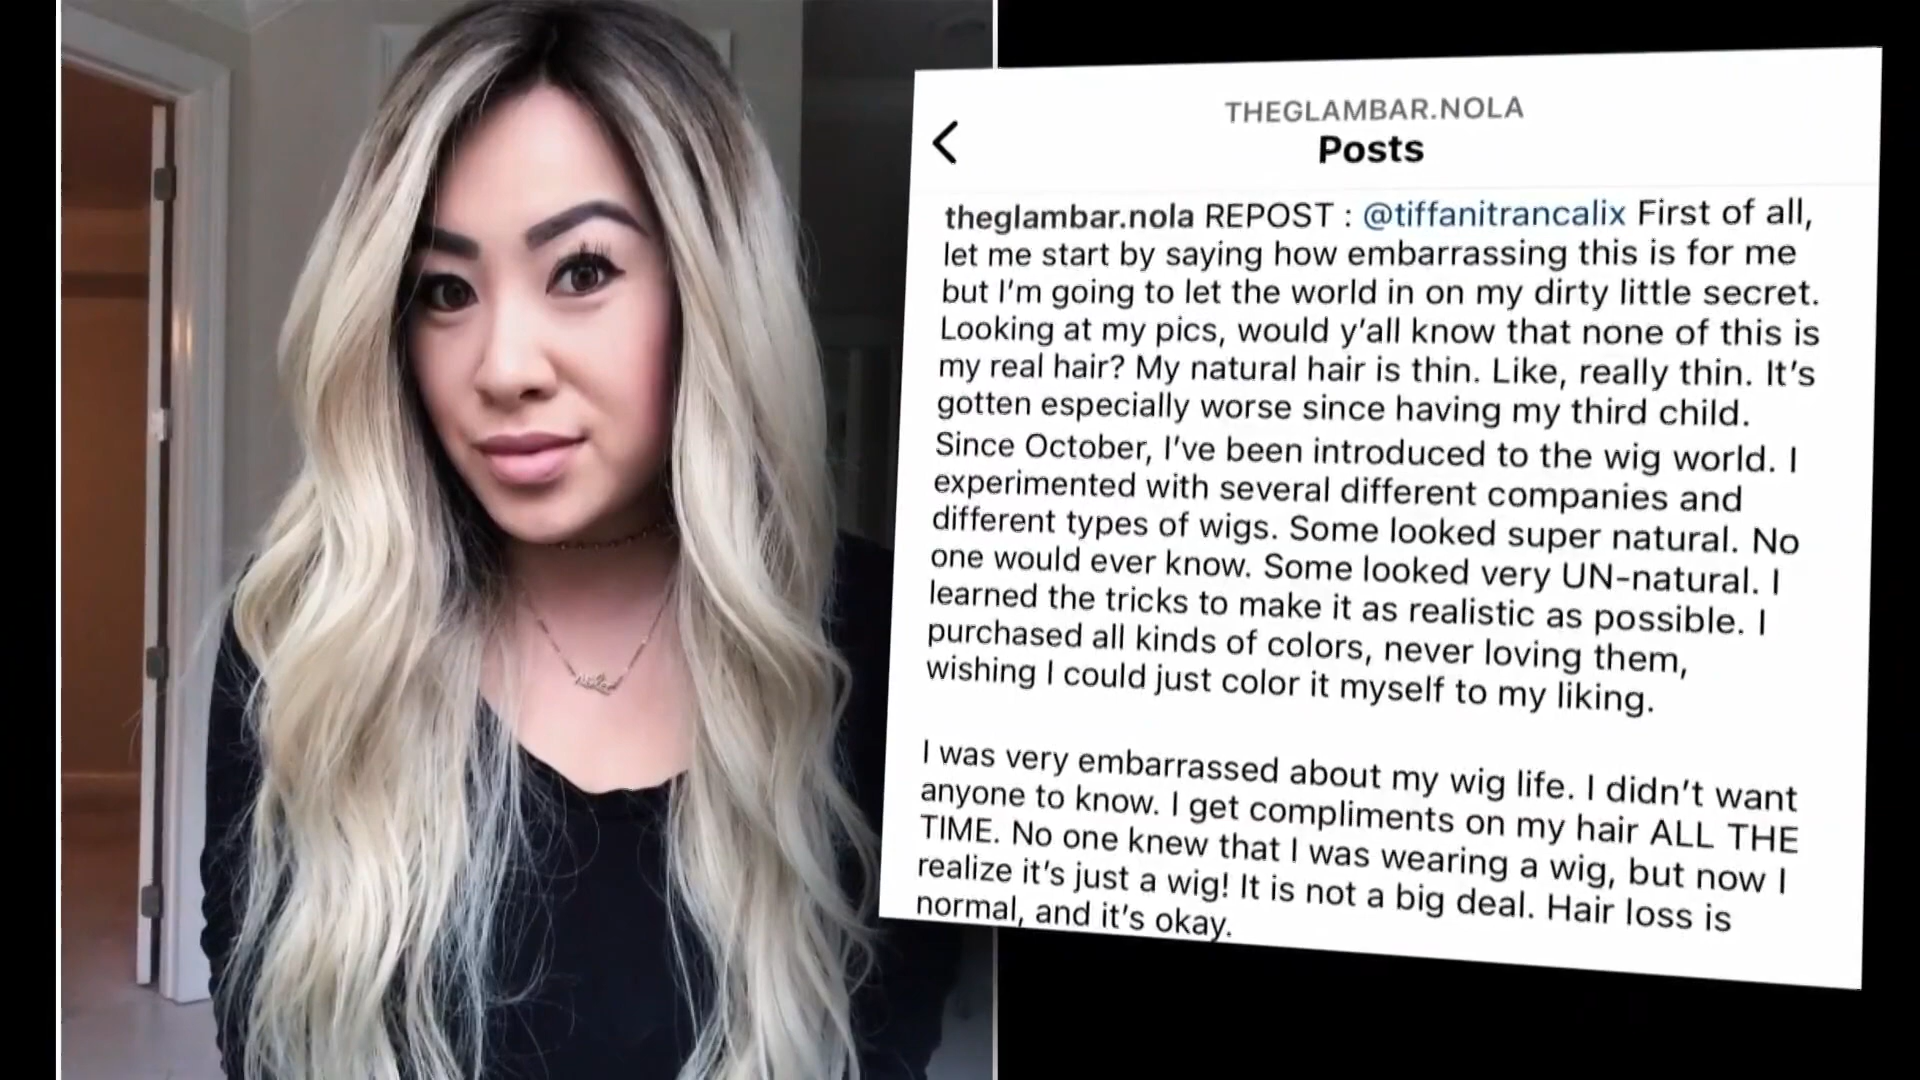 THEGLAMBAR.NOLA
Posts
theglambar.nola REPOST : @tiffanitrancalix First of all,
let me start by saying how embarrassing this is for me
but I'm going to let the world in on my dirty little secret.
Looking at my pics, would y'all know that none of this is
my real hair? My natural hair is thin. Like, really thin. It's
gotten especially worse since having my third child.
Since October, I've been introduced to the wig world. I
experimented with several different companies and
different types of wigs. Some looked super natural. No
one would ever know. Some looked very UN-natural. I
learned the tricks to make it as realistic as possible. I
purchased all kinds of colors, never loving them,
wishing I could just color it myself to my liking.
I was very embarrassed about my wig life. I didn't want
anyone to know. I get compliments on my hair ALL THE
TIME. No one knew that I was wearing a wig, but now I
realize it's just a wig! It is not a big deal. Hair loss is
normal, and it's okay.